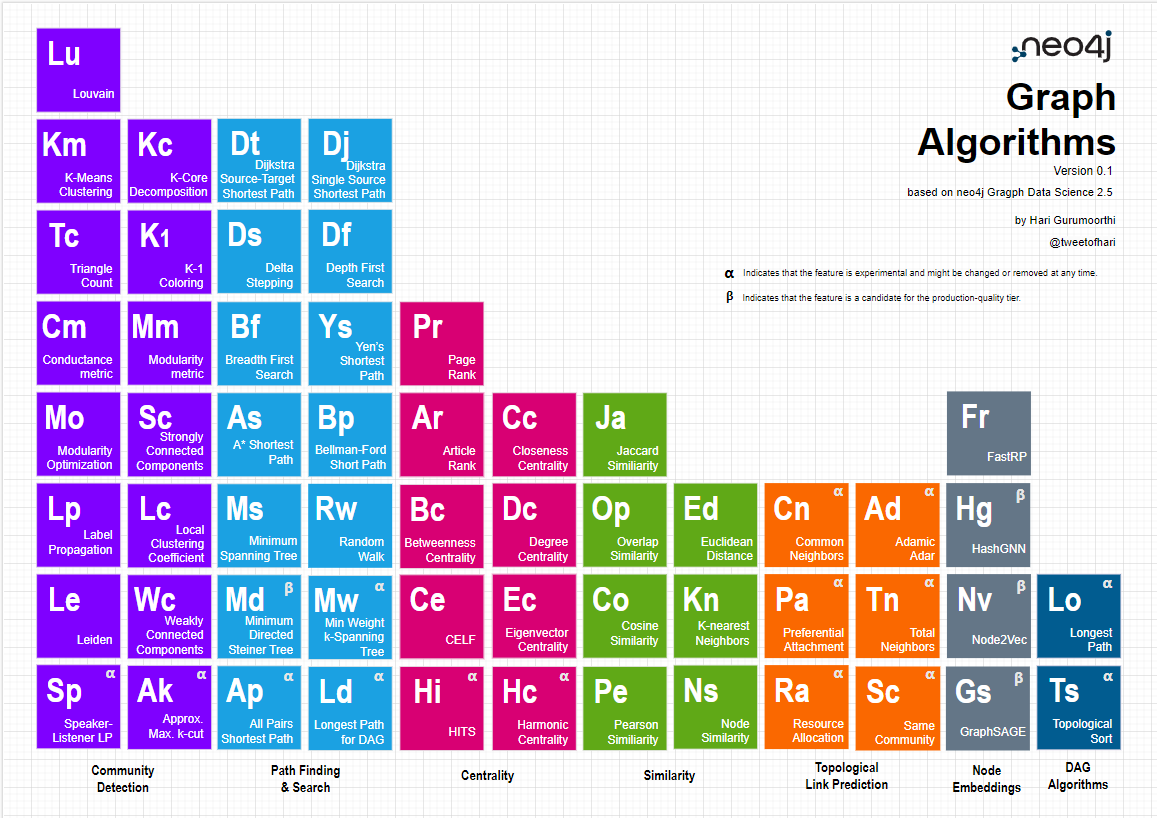 neo4j
Graph
Algorithms
Version 0.1
based on neo4j Gragph Data Science 2.5
by Hari Gurumoorthi
@tweetofhari
α Indicates that the feature is experimental and might be changed or removed at any time.
β Indicates that the feature is a candidate for the production-quality tier.
Lu
Louvain
Km
K-Means
Clustering
Kc
K-Core
Decomposition
Dt
Dijkstra
Source-Target
Shortest Path
Dj
Dijkstra
Single Source
Shortest Path
Tc
Triangle
Count
K1
K-1
Coloring
Ds
Delta
Stepping
Df
Depth First
Search
Cm
Conductance
metric
Mm
Modularity
metric
Bf
Breadth First
Search
Ys
Yen's
Shortest
Path
Pr
Page
Rank
Mo
Modularity
Optimization
Sc
Strongly
Connected
Components
As
A* Shortest
Path
Bp
Bellman-Ford
Short Path
Ar
Article
Rank
Cc
Closeness
Centrality
Ja
Jaccard
Similiarity
Fr
FastRP
Lp
Label
Propagation
Lc
Local
Clustering
Coefficient
Ms
Minimum
Spanning Tree
Rw
Random
Walk
Bc
Betweenness
Centrality
Dc
Degree
Centrality
Op
Overlap
Similarity
Ed
Euclidean
Distance
Cn α
Common
Neighbors
Ad α
Adamic
Adar
Hg β
HashGNN
Le
Leiden
Wc
Weakly
Connected
Components
Md β
Minimum
Directed
Steiner Tree
Mw α
Min Weight
k-Spanning
Tree
Ce
CELF
Ec
Eigenvector
Centrality
Co
Cosine
Similarity
Kn
K-nearest
Neighbors
Pa α
Preferential
Attachment
Tn α
Total
Neighbors
Nv β
Node2Vec
Lo α
Longest
Path
Sp α
Speaker-
Listener LP
Ak α
Approx.
Max. k-cut
Ap α
All Pairs
Shortest Path
Ld α
Longest Path
for DAG
Hi α
HITS
Hc α
Harmonic
Centrality
Pe
Pearson
Similiarity
Ns
Node
Similarity
Ra α
Resource
Allocation
Sc α
Same
Community
Gs β
GraphSAGE
Ts α
Topological
Sort
Community
Detection
Path Finding
& Search
Centrality
Similarity
Topological
Link Prediction
Node
Embeddings
DAG
Algorithms